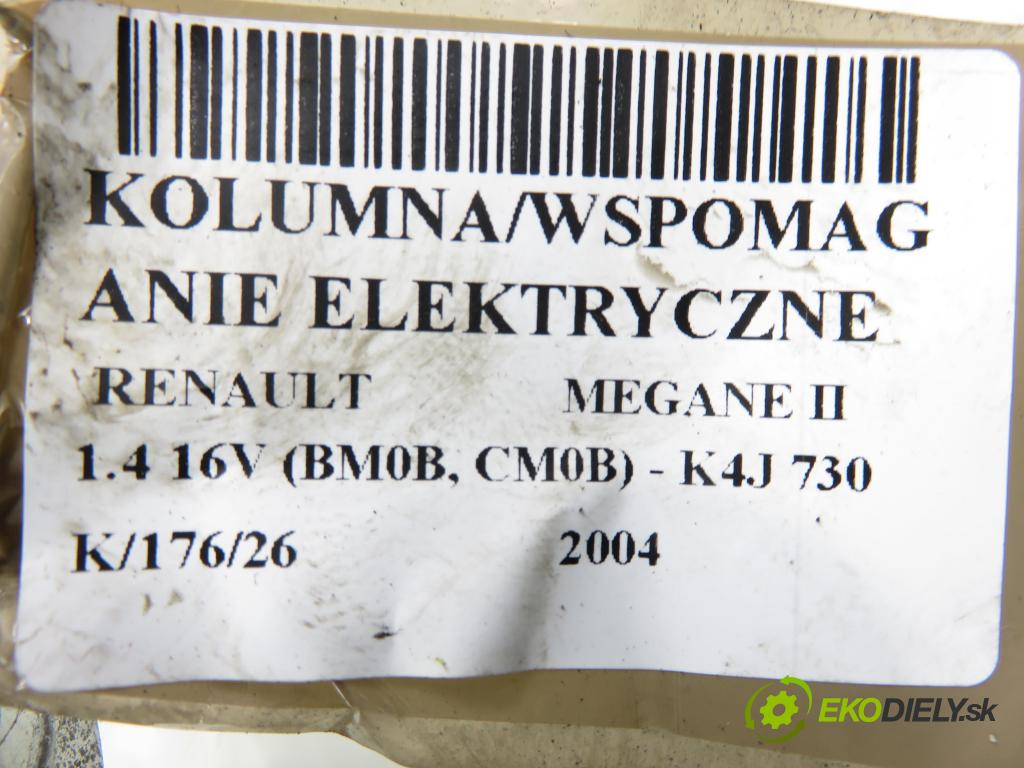 KOLUMNA/WSPOMAG
ANIE ELEKTRYCZNE
RENAULT MEGANE II
1.4 16V (BM0B, CM0B) - K4J 730
K/176/26 2004
EKODIELY.sk